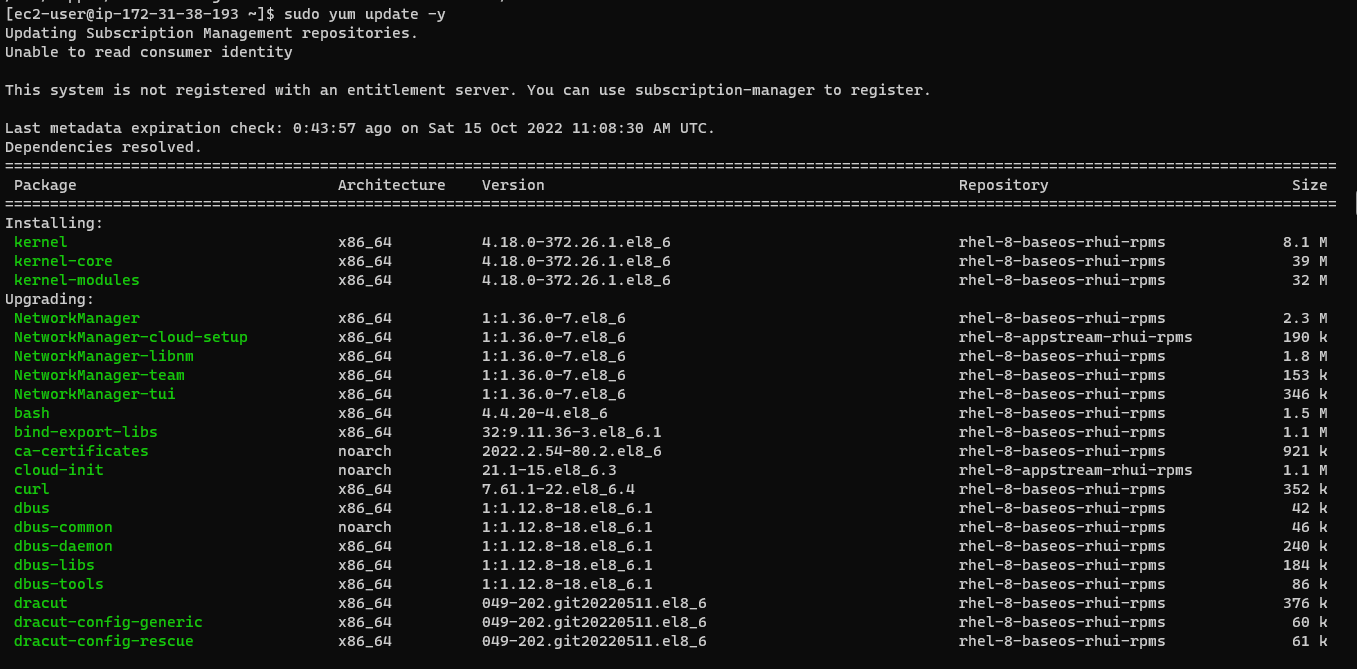 [ec2-user@ip-172-31-38-193 ~]$ sudo yum update -y
Updating Subscription Management repositories.
Unable to read consumer identity
This system is not registered with an entitlement server. You can use subscription-manager to register.
Last metadata expiration check: 0:43:57 ago on Sat 15 Oct 2022 11:08:30 AM UTC.
Dependencies resolved.
Package Architecture Version Repository Size
Installing:
kernel x86_64 4.18.0-372.26.1.el8_6 rhel-8-baseos-rhui-rpms 8.1 M
kernel-core x86_64 4.18.0-372.26.1.el8_6 rhel-8-baseos-rhui-rpms 39 M
kernel-modules x86_64 4.18.0-372.26.1.el8_6 rhel-8-baseos-rhui-rpms 32 M
Upgrading:
NetworkManager x86_64 1:1.36.0-7.el8_6 rhel-8-baseos-rhui-rpms 2.3 M
NetworkManager-cloud-setup x86_64 1:1.36.0-7.el8_6 rhel-8-appstream-rhui-rpms 190 k
NetworkManager-libnm x86_64 1:1.36.0-7.el8_6 rhel-8-baseos-rhui-rpms 1.8 M
NetworkManager-team x86_64 1:1.36.0-7.el8_6 rhel-8-baseos-rhui-rpms 153 k
NetworkManager-tui x86_64 1:1.36.0-7.el8_6 rhel-8-baseos-rhui-rpms 346 k
bash x86_64 4.4.20-4.el8_6 rhel-8-baseos-rhui-rpms 1.5 M
bind-export-libs x86_64 32:9.11.36-3.el8_6.1 rhel-8-baseos-rhui-rpms 1.1 M
ca-certificates noarch 2022.2.54-80.2.el8_6 rhel-8-baseos-rhui-rpms 921 k
cloud-init noarch 21.1-15.el8_6.3 rhel-8-appstream-rhui-rpms 1.1 M
curl x86_64 7.61.1-22.el8_6.4 rhel-8-baseos-rhui-rpms 352 k
dbus x86_64 1:1.12.8-18.el8_6.1 rhel-8-baseos-rhui-rpms 42 k
dbus-common noarch 1:1.12.8-18.el8_6.1 rhel-8-baseos-rhui-rpms 46 k
dbus-daemon x86_64 1:1.12.8-18.el8_6.1 rhel-8-baseos-rhui-rpms 240 k
dbus-libs x86_64 1:1.12.8-18.el8_6.1 rhel-8-baseos-rhui-rpms 184 k
dbus-tools x86_64 1:1.12.8-18.el8_6.1 rhel-8-baseos-rhui-rpms 86 k
dracut x86_64 049-202.git20220511.el8_6 rhel-8-baseos-rhui-rpms 376 k
dracut-config-generic x86_64 049-202.git20220511.el8_6 rhel-8-baseos-rhui-rpms 60 k
dracut-config-rescue x86_64 049-202.git20220511.el8_6 rhel-8-baseos-rhui-rpms 61 k